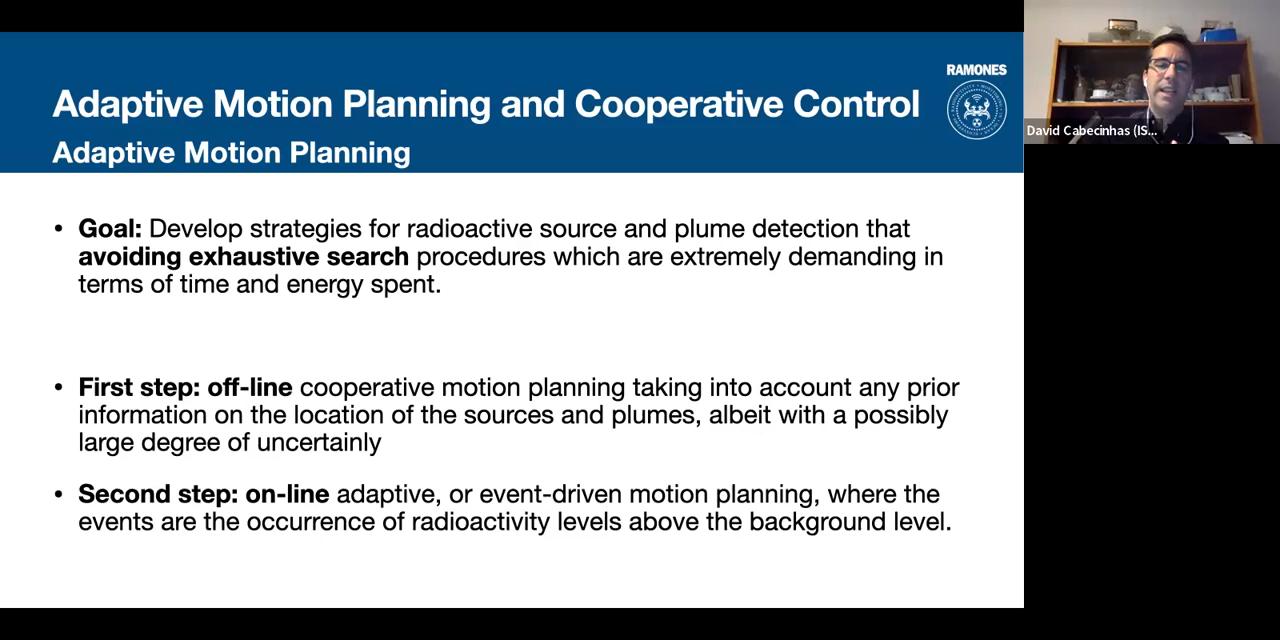 Adaptive Motion Planning and Cooperative Control
Adaptive Motion Planning
RAMONES
David Cabecinhas (IS...
• Goal: Develop strategies for radioactive source and plume detection that
avoiding exhaustive search procedures which are extremely demanding in
terms of time and energy spent.
• First step: off-line cooperative motion planning taking into account any prior
information on the location of the sources and plumes, albeit with a possibly
large degree of uncertainly
• Second step: on-line adaptive, or event-driven motion planning, where the
events are the occurrence of radioactivity levels above the background level.